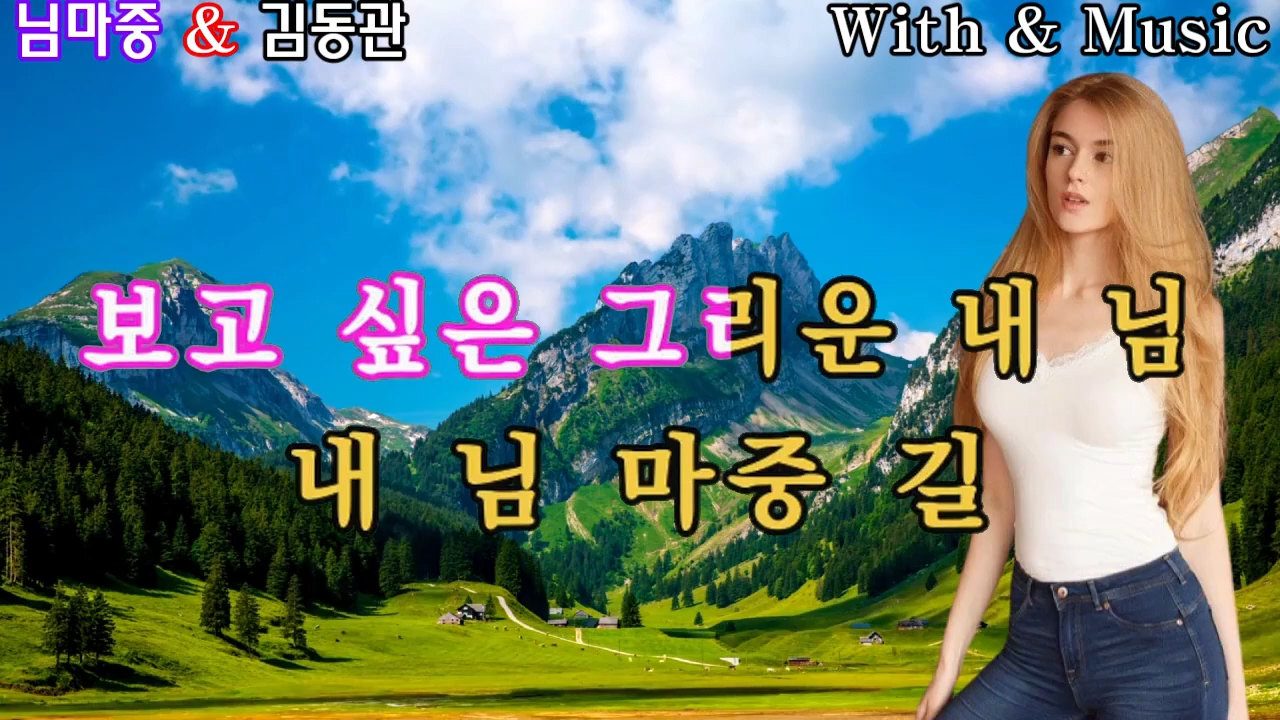 님마중 & 김동관
With & Music
보고 싶은 그리운 내 님
내 님 마중 길